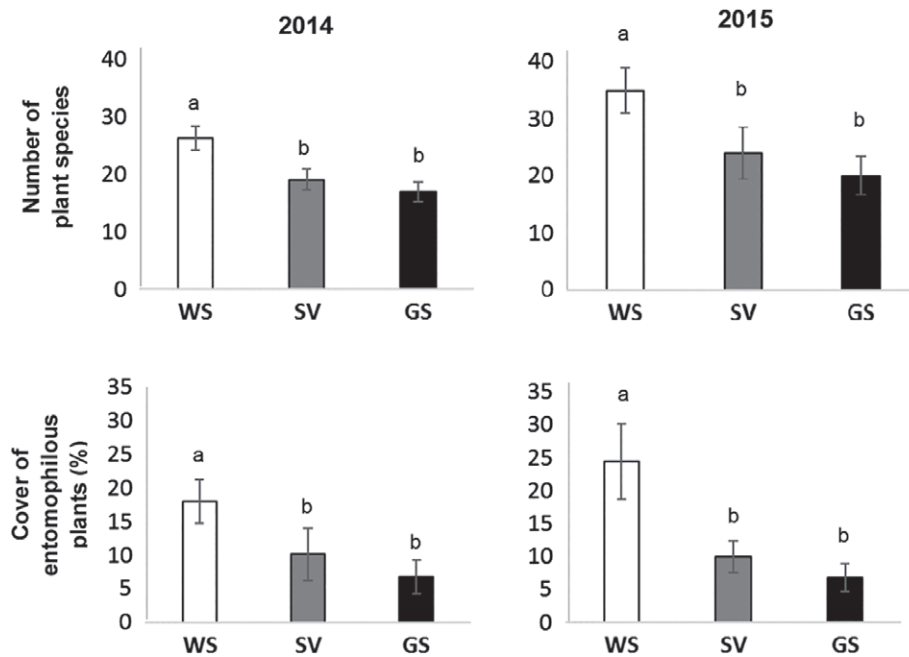 2014
2015
Number of
plant species
40
30
20
10
0
a
b
b
WS
SV
GS
40
30
20
10
0
a
b
b
WS
SV
GS
Cover of
entomophilous
plants (%)
35
30
25
20
15
10
5
0
a
b
b
WS
SV
GS
35
30
25
20
15
10
5
0
a
b
b
WS
SV
GS